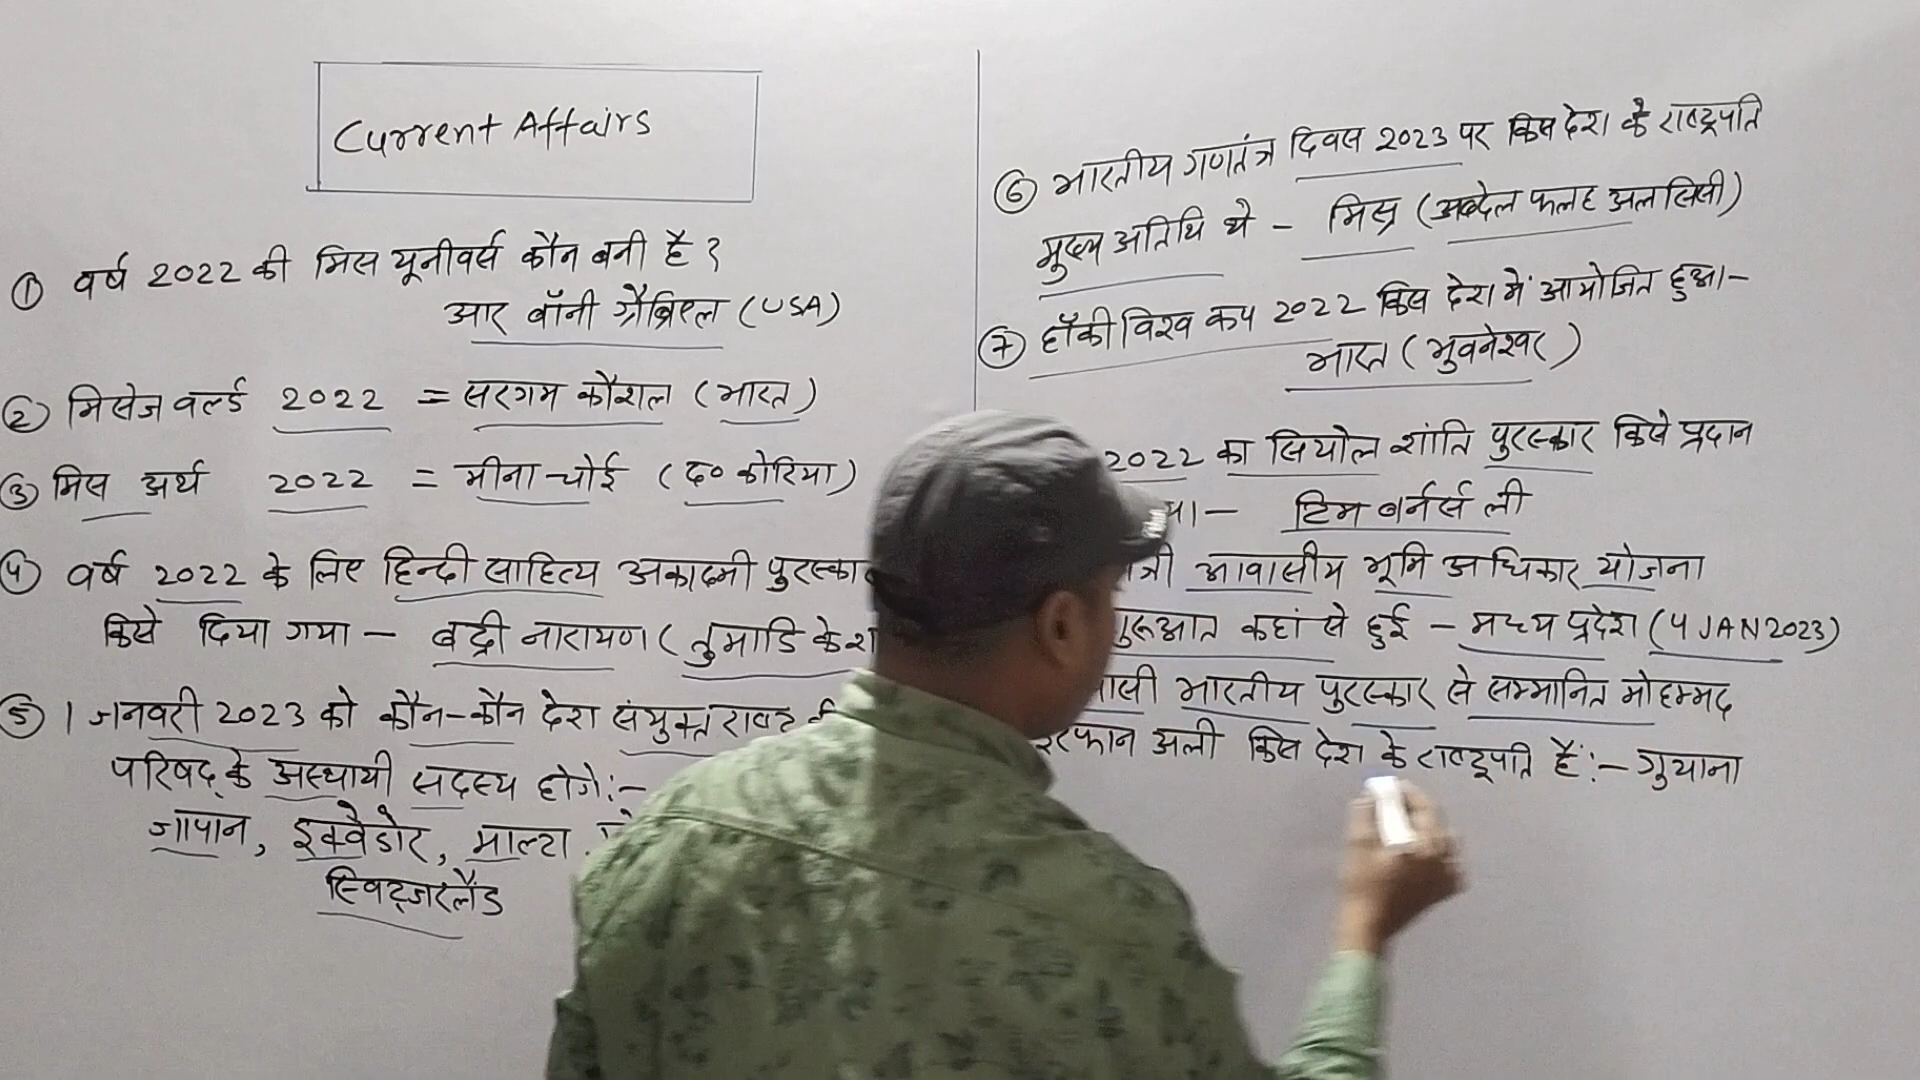 Current Affairs
① वर्ष 2022 की मिस यूनीवर्स कौन बनी है ?
आर बॉनी ग्रैब्रिएल (USA)
② मिसेज वर्ल्ड 2022 = सरगम कौशल (भारत)
③ मिस अर्थ 2022 = मीना-चोई (द० कोरिया)
④ वर्ष 2022 के लिए हिन्दी साहित्य अकादमी पुरस्का
किसे दिया गया - बद्री नारायण ( तुमाडि के श
⑤ 1 जनवरी 2023 को कौन-कौन देश संयुक्त राष्ट्र
परिषद् के अस्थायी सदस्य होगे:-
जापान, इक्वेडोर, माल्टा
स्विट्जरलैंड
⑥ भारतीय गणतंत्र दिवस 2023 पर किस देश के राष्ट्रपति
मुख्य अतिथि थे - मिस्र (अब्देल फतह अल सिसी)
⑦ हॉकी विश्व कप 2022 किस देश में आयोजित हुआ-
भारत ( भुवनेश्वर )
2022 का सियोल शांति पुरस्कार किसे प्रदान
या- टिम बर्नर्स ली
त्री आवासीय भूमि अधिकार योजना
शुरूआत कहां से हुई - मध्य प्रदेश (4 JAN 2023)
वासी भारतीय पुरस्कार से सम्मानित मोहम्मद
इरफान अली किस देश के राष्ट्रपति हैं:- गुयाना